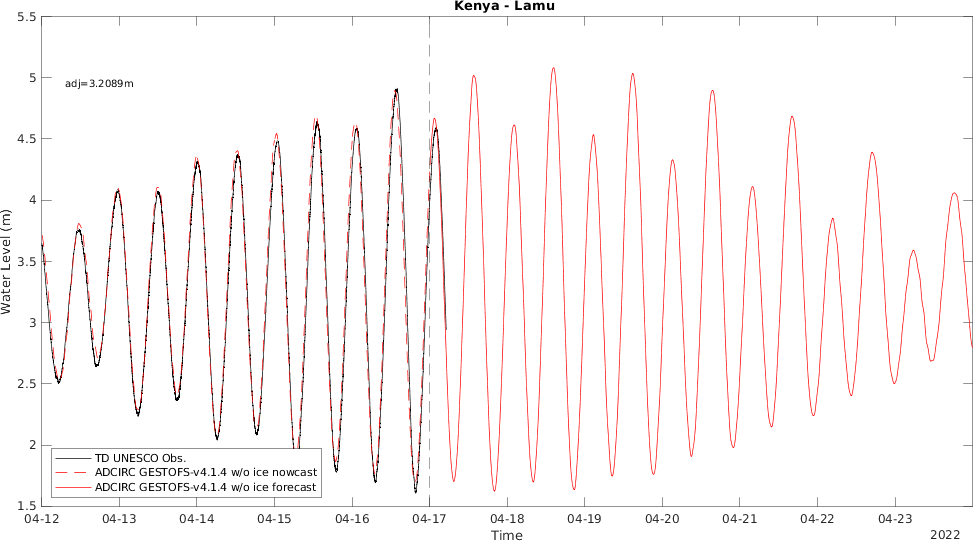 Kenya - Lamu
5.5
5
4.5
4
3.5
3
2.5
2
1.5
Water Level (m)
adj=3.2089m
TD UNESCO Obs.
ADCIRC GESTOFS-v4.1.4 w/o ice nowcast
ADCIRC GESTOFS-v4.1.4 w/o ice forecast
04-12 04-13 04-14 04-15 04-16 04-17 04-18 04-19 04-20 04-21 04-22 04-23
Time
2022